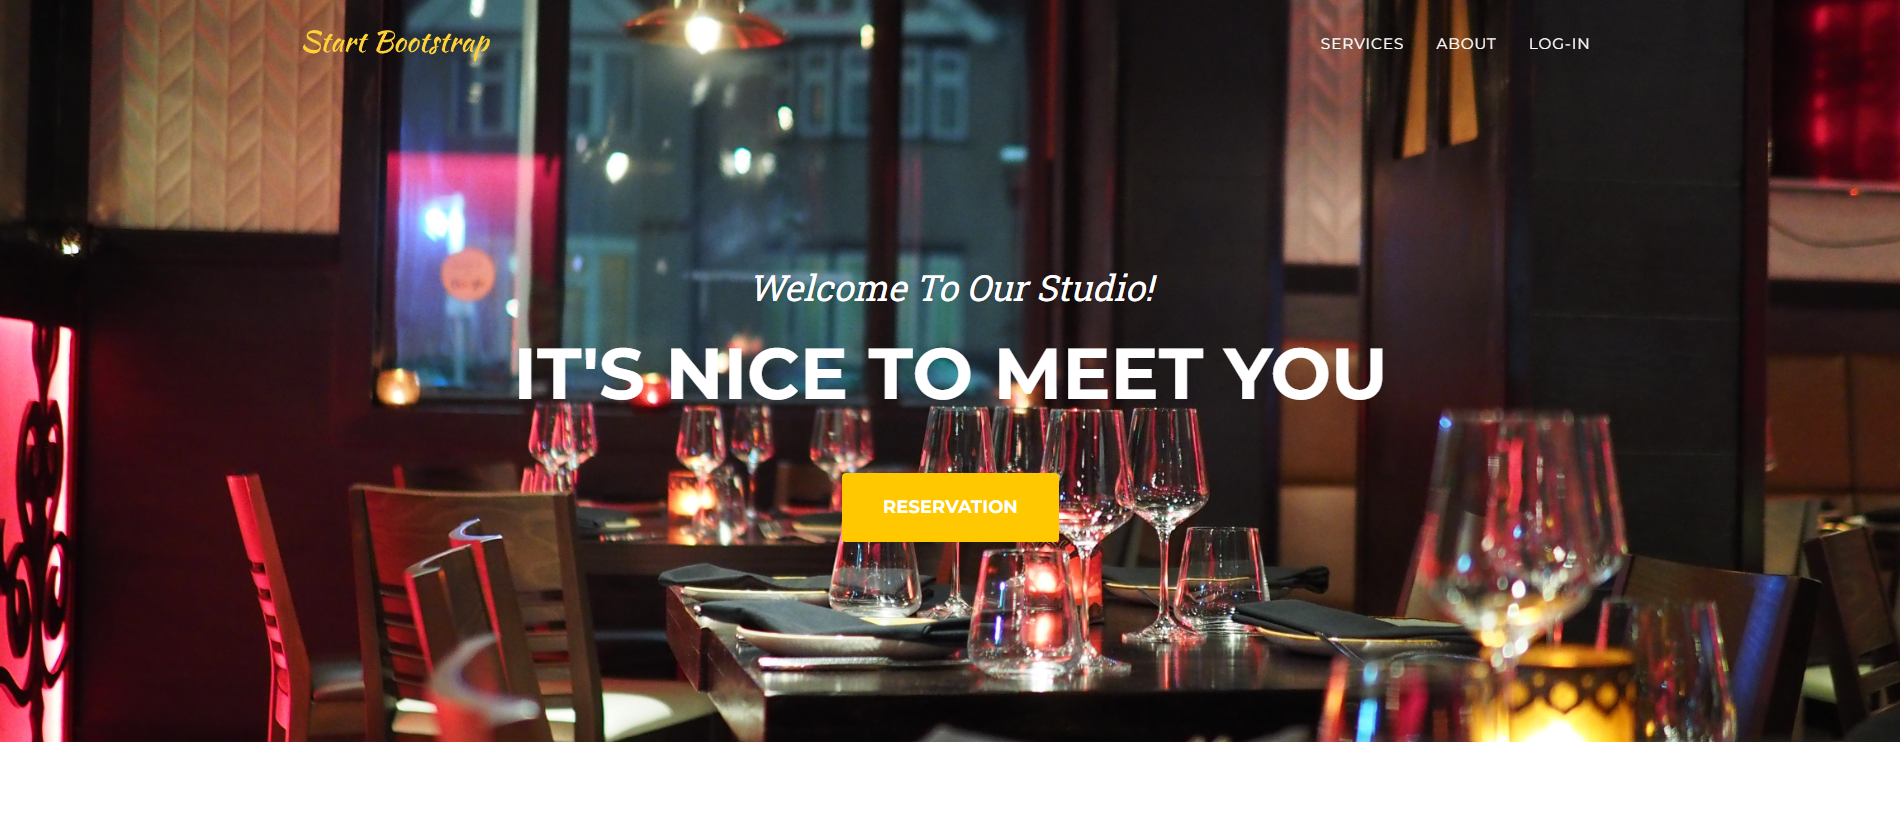 Start Bootstrap
SERVICES ABOUT LOG-IN
Welcome To Our Studio!
IT'S NICE TO MEET YOU
RESERVATION